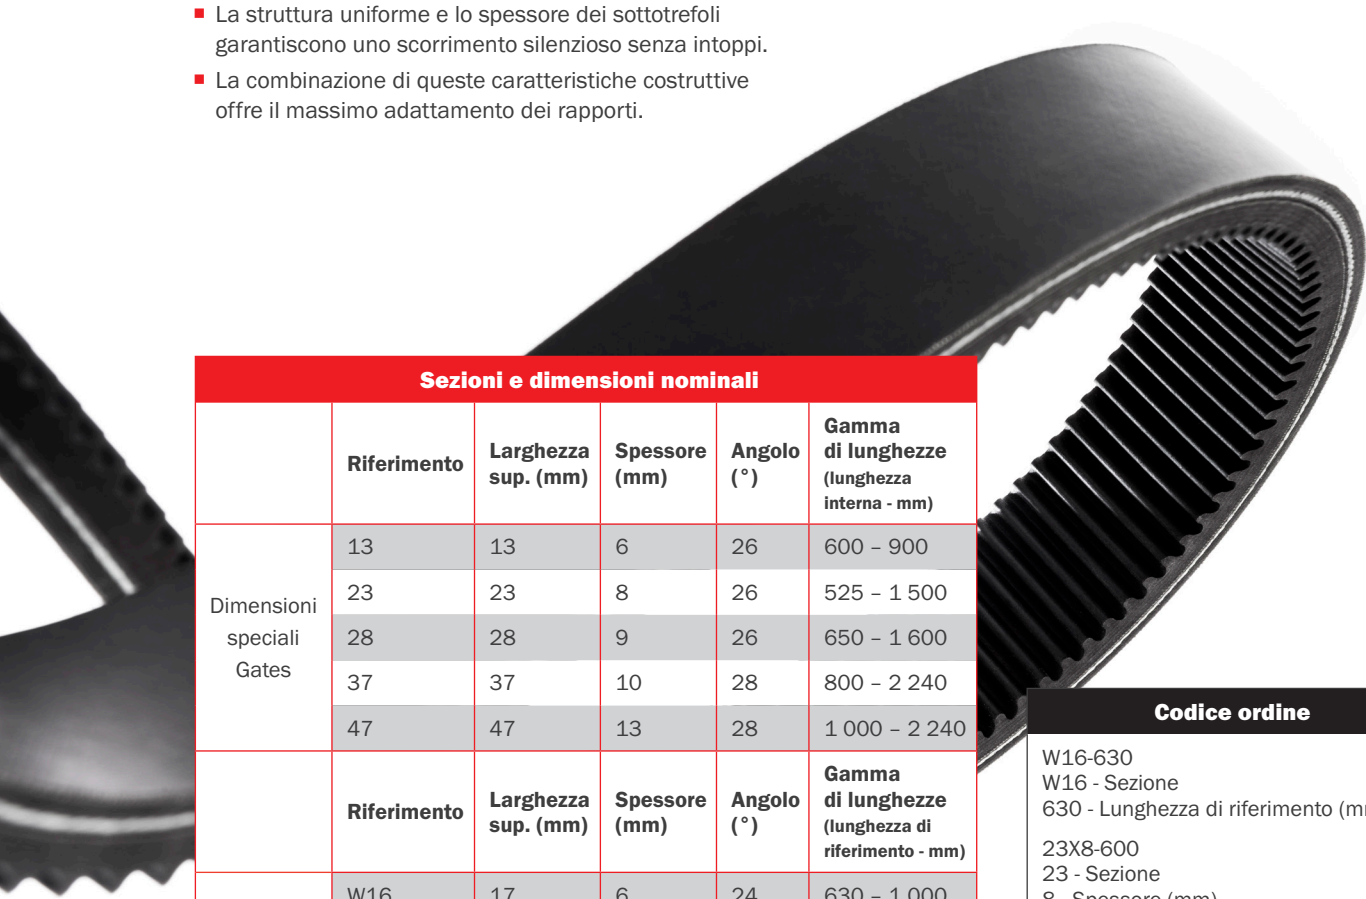 La struttura uniforme e lo spessore dei sottotrefoli
garantiscono uno scorrimento silenzioso senza intoppi.
La combinazione di queste caratteristiche costruttive
offre il massimo adattamento dei rapporti.
Sezioni e dimensioni nominali
Riferimento Larghezza sup. (mm) Spessore (mm) Angolo (°) Gamma di lunghezze (lunghezza interna - mm)
Dimensioni speciali Gates
13 13 6 26 600 – 900
23 23 8 26 525 – 1 500
28 28 9 26 650 – 1 600
37 37 10 28 800 – 2 240
47 47 13 28 1 000 – 2 240
Riferimento Larghezza sup. (mm) Spessore (mm) Angolo (°) Gamma di lunghezze (lunghezza di riferimento - mm)
W16 17 6 24 630 – 1 000
Codice ordine
W16-630
W16 - Sezione
630 - Lunghezza di riferimento
23X8-600
23 - Sezione
8 - Spessore (mm)